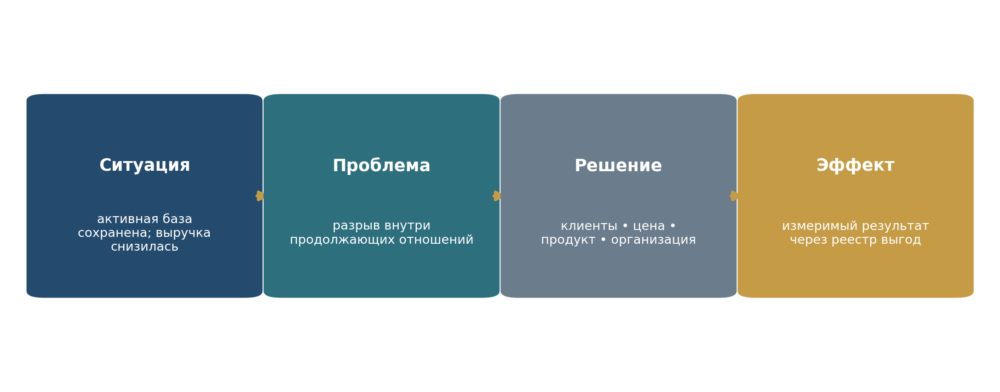 Ситуация
активная база
сохранена; выручка
снизилась
Проблема
разрыв внутри
продолжающих отношений
Решение
клиенты • цена •
продукт • организация
Эффект
измеримый результат
через реестр выгод